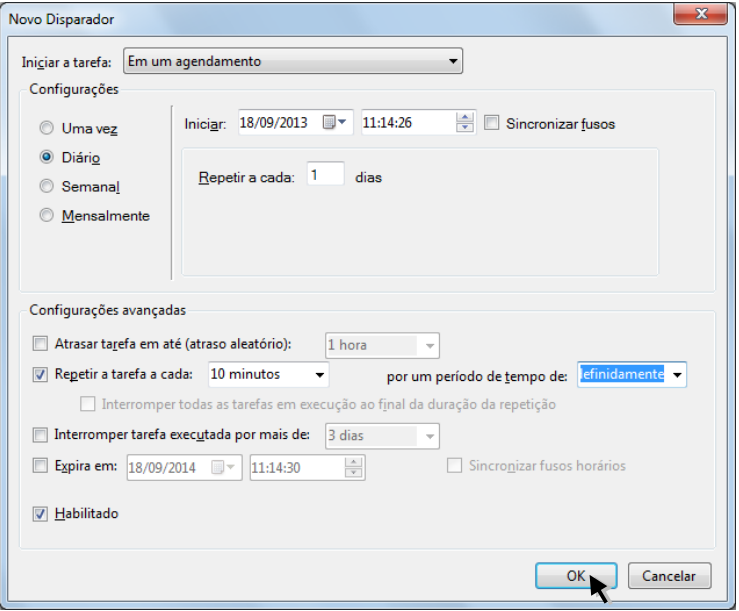 Novo Disparador
Iniciar a tarefa: Em um agendamento
Configurações
Uma vez
Diário
Semanal
Mensalmente
Iniciar: 18/09/2013 11:14:26 Sincronizar fusos
Repetir a cada: 1 dias
Configurações avançadas
Atrasar tarefa em até (atraso aleatório): 1 hora
Repetir a tarefa a cada: 10 minutos por um período de tempo de: efinidamente
Interromper todas as tarefas em execução ao final da duração da repetição
Interromper tarefa executada por mais de: 3 dias
Expira em: 18/09/2014 11:14:30 Sincronizar fusos horários
Habilitado
OK Cancelar